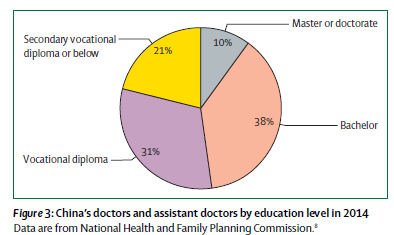 Master or doctorate
10%
Secondary vocational
diploma or below
21%
38%
Bachelor
31%
Vocational diploma
Figure 3: China's doctors and assistant doctors by education level in 2014
Data are from National Health and Family Planning Commission.⁸